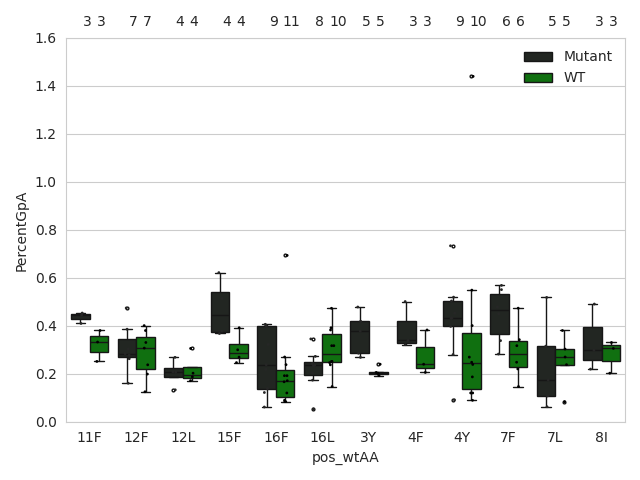 3 3 7 7 4 4 4 4 9 11 8 10 5 5 3 3 9 10 6 6 5 5 3 3
1.6
Mutant
WT
1.4
1.2
1.0
0.8
0.6
0.4
0.2
0.0
PercentGpA
11F 12F 12L 15F 16F 16L 3Y 4F 4Y 7F 7L 8I
pos_wtAA